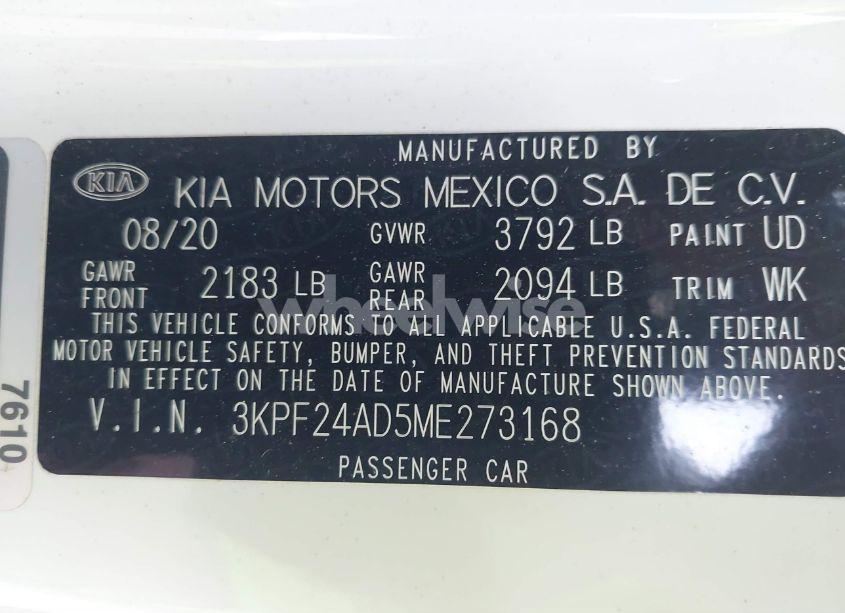 MANUFACTURED BY
KIA KIA MOTORS MEXICO S.A. DE C.V.
08/20 GVWR 3792 LB PAINT UD
GAWR FRONT 2183 LB GAWR REAR 2094 LB TRIM WK
wheelwise
THIS VEHICLE CONFORMS TO ALL APPLICABLE U.S.A. FEDERAL
MOTOR VEHICLE SAFETY, BUMPER, AND THEFT PREVENTION STANDARDS
IN EFFECT ON THE DATE OF MANUFACTURE SHOWN ABOVE.
V.I.N. 3KPF24AD5ME273168
PASSENGER CAR
7610